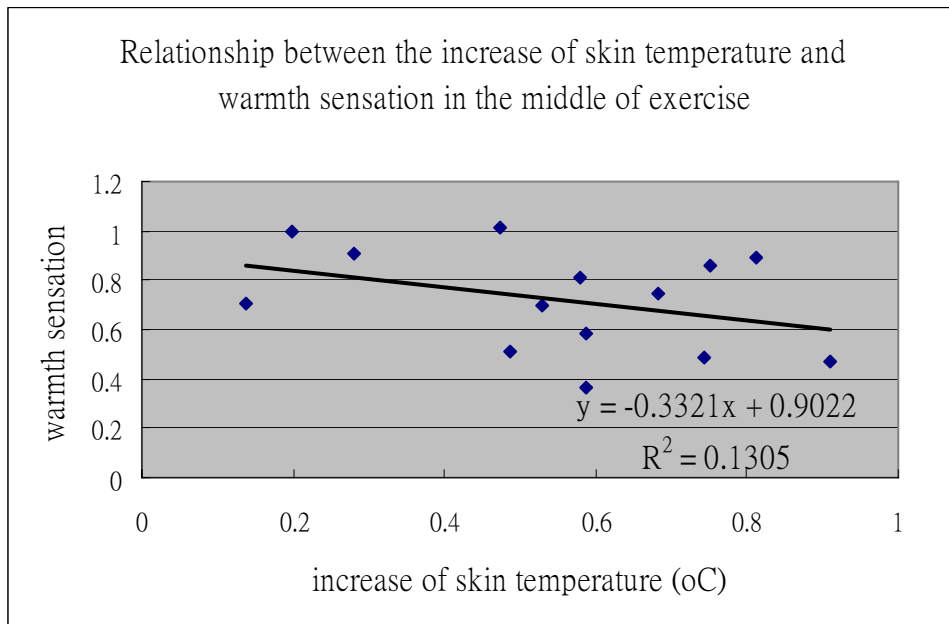 Relationship between the increase of skin temperature and
warmth sensation in the middle of exercise
warmth sensation
1.2
1
0.8
0.6
0.4
0.2
0
y = -0.3321x + 0.9022
R² = 0.1305
0
0.2
0.4
0.6
0.8
1
increase of skin temperature (oC)